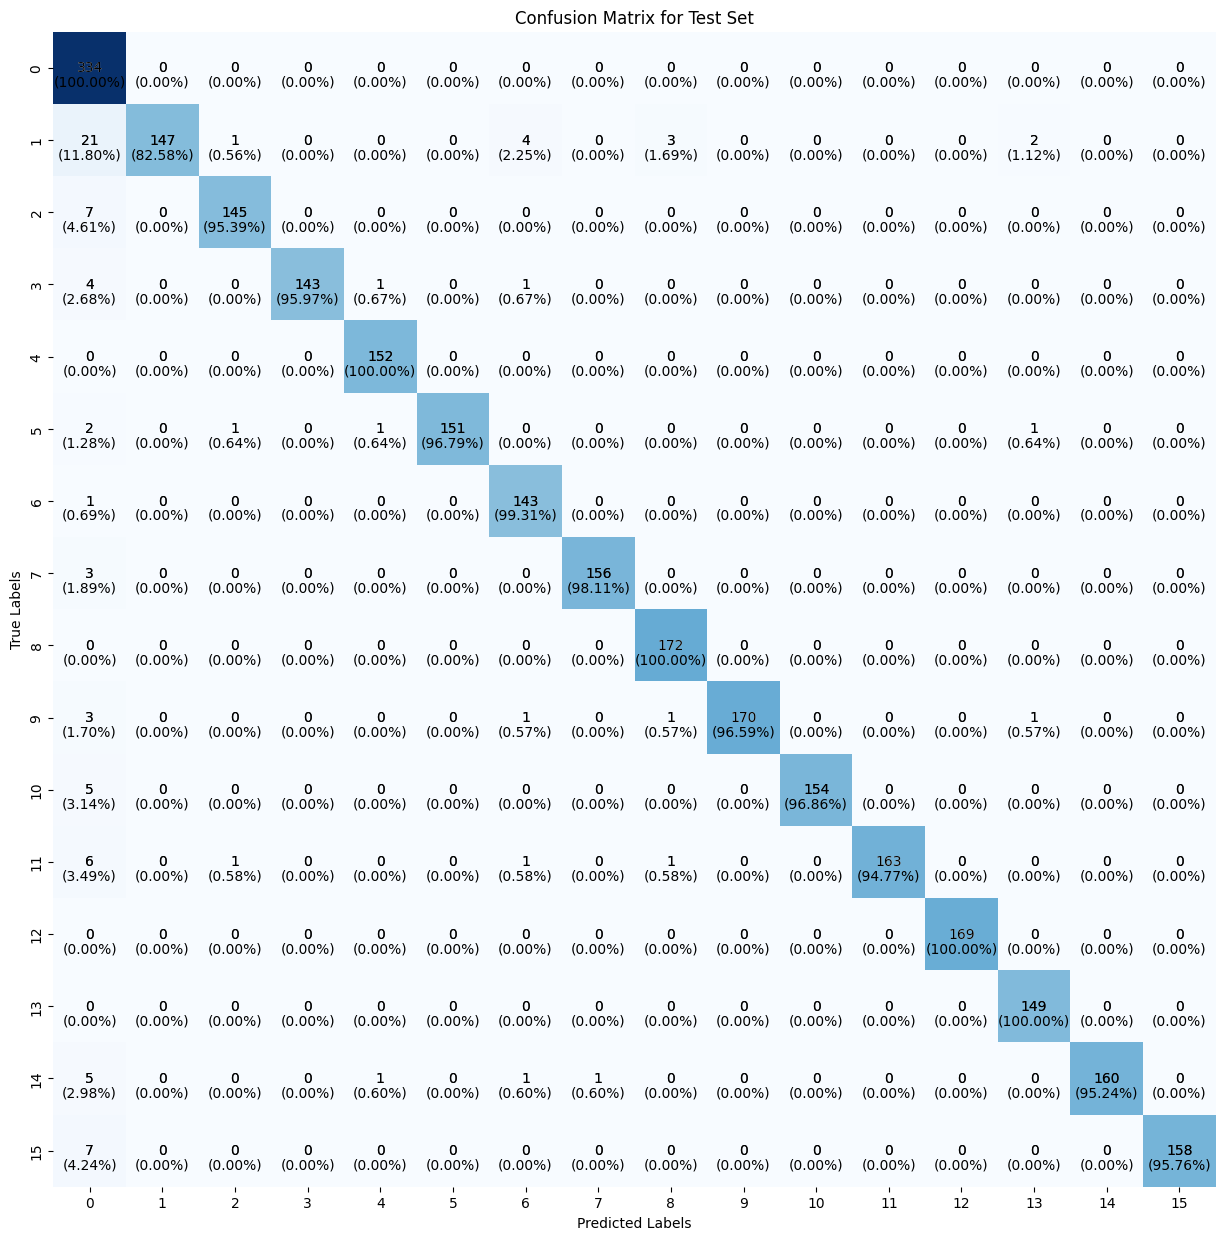 Confusion Matrix for Test Set
True Labels
0 0 0 0 0 0 0 0 0 0 0 0 0 0 0 0
(100.00%) (0.00%) (0.00%) (0.00%) (0.00%) (0.00%) (0.00%) (0.00%) (0.00%) (0.00%) (0.00%) (0.00%) (0.00%) (0.00%) (0.00%) (0.00%)
1 21 147 1 0 0 0 4 0 3 0 0 0 0 2 0 0
(11.80%) (82.58%) (0.56%) (0.00%) (0.00%) (0.00%) (2.25%) (0.00%) (1.69%) (0.00%) (0.00%) (0.00%) (0.00%) (1.12%) (0.00%) (0.00%)
2 7 0 145 0 0 0 0 0 0 0 0 0 0 0 0 0
(4.61%) (0.00%) (95.39%) (0.00%) (0.00%) (0.00%) (0.00%) (0.00%) (0.00%) (0.00%) (0.00%) (0.00%) (0.00%) (0.00%) (0.00%) (0.00%)
3 4 0 0 143 1 0 1 0 0 0 0 0 0 0 0 0
(2.68%) (0.00%) (0.00%) (95.97%) (0.67%) (0.00%) (0.67%) (0.00%) (0.00%) (0.00%) (0.00%) (0.00%) (0.00%) (0.00%) (0.00%) (0.00%)
4 0 0 0 0 152 0 0 0 0 0 0 0 0 0 0 0
(0.00%) (0.00%) (0.00%) (0.00%) (100.00%) (0.00%) (0.00%) (0.00%) (0.00%) (0.00%) (0.00%) (0.00%) (0.00%) (0.00%) (0.00%) (0.00%)
5 2 0 1 0 1 151 0 0 0 0 0 0 0 1 0 0
(1.28%) (0.00%) (0.64%) (0.00%) (0.64%) (96.79%) (0.00%) (0.00%) (0.00%) (0.00%) (0.00%) (0.00%) (0.00%) (0.64%) (0.00%) (0.00%)
6 1 0 0 0 0 0 143 0 0 0 0 0 0 0 0 0
(0.69%) (0.00%) (0.00%) (0.00%) (0.00%) (0.00%) (99.31%) (0.00%) (0.00%) (0.00%) (0.00%) (0.00%) (0.00%) (0.00%) (0.00%) (0.00%)
7 3 0 0 0 0 0 0 156 0 0 0 0 0 0 0 0
(1.89%) (0.00%) (0.00%) (0.00%) (0.00%) (0.00%) (0.00%) (98.11%) (0.00%) (0.00%) (0.00%) (0.00%) (0.00%) (0.00%) (0.00%) (0.00%)
8 0 0 0 0 0 0 0 0 172 0 0 0 0 0 0 0
(0.00%) (0.00%) (0.00%) (0.00%) (0.00%) (0.00%) (0.00%) (0.00%) (100.00%) (0.00%) (0.00%) (0.00%) (0.00%) (0.00%) (0.00%) (0.00%)
9 3 0 0 0 0 0 1 0 1 170 0 0 0 1 0 0
(1.70%) (0.00%) (0.00%) (0.00%) (0.00%) (0.00%) (0.57%) (0.00%) (0.57%) (96.59%) (0.00%) (0.00%) (0.00%) (0.57%) (0.00%) (0.00%)
10 5 0 0 0 0 0 0 0 0 0 154 0 0 0 0 0
(3.14%) (0.00%) (0.00%) (0.00%) (0.00%) (0.00%) (0.00%) (0.00%) (0.00%) (0.00%) (96.86%) (0.00%) (0.00%) (0.00%) (0.00%) (0.00%)
11 6 0 1 0 0 0 1 0 1 0 0 163 0 0 0 0
(3.49%) (0.00%) (0.58%) (0.00%) (0.00%) (0.00%) (0.58%) (0.00%) (0.58%) (0.00%) (0.00%) (94.77%) (0.00%) (0.00%) (0.00%) (0.00%)
12 0 0 0 0 0 0 0 0 0 0 0 0 169 0 0 0
(0.00%) (0.00%) (0.00%) (0.00%) (0.00%) (0.00%) (0.00%) (0.00%) (0.00%) (0.00%) (0.00%) (0.00%) (100.00%) (0.00%) (0.00%) (0.00%)
13 0 0 0 0 0 0 0 0 0 0 0 0 0 149 0 0
(0.00%) (0.00%) (0.00%) (0.00%) (0.00%) (0.00%) (0.00%) (0.00%) (0.00%) (0.00%) (0.00%) (0.00%) (0.00%) (100.00%) (0.00%) (0.00%)
14 5 0 0 0 1 0 1 1 0 0 0 0 0 0 160 0
(2.98%) (0.00%) (0.00%) (0.00%) (0.60%) (0.00%) (0.60%) (0.60%) (0.00%) (0.00%) (0.00%) (0.00%) (0.00%) (0.00%) (95.24%) (0.00%)
15 7 0 0 0 0 0 0 0 0 0 0 0 0 0 0 158
(4.24%) (0.00%) (0.00%) (0.00%) (0.00%) (0.00%) (0.00%) (0.00%) (0.00%) (0.00%) (0.00%) (0.00%) (0.00%) (0.00%) (0.00%) (95.76%)
0 1 2 3 4 5 6 7 8 9 10 11 12 13 14 15
Predicted Labels